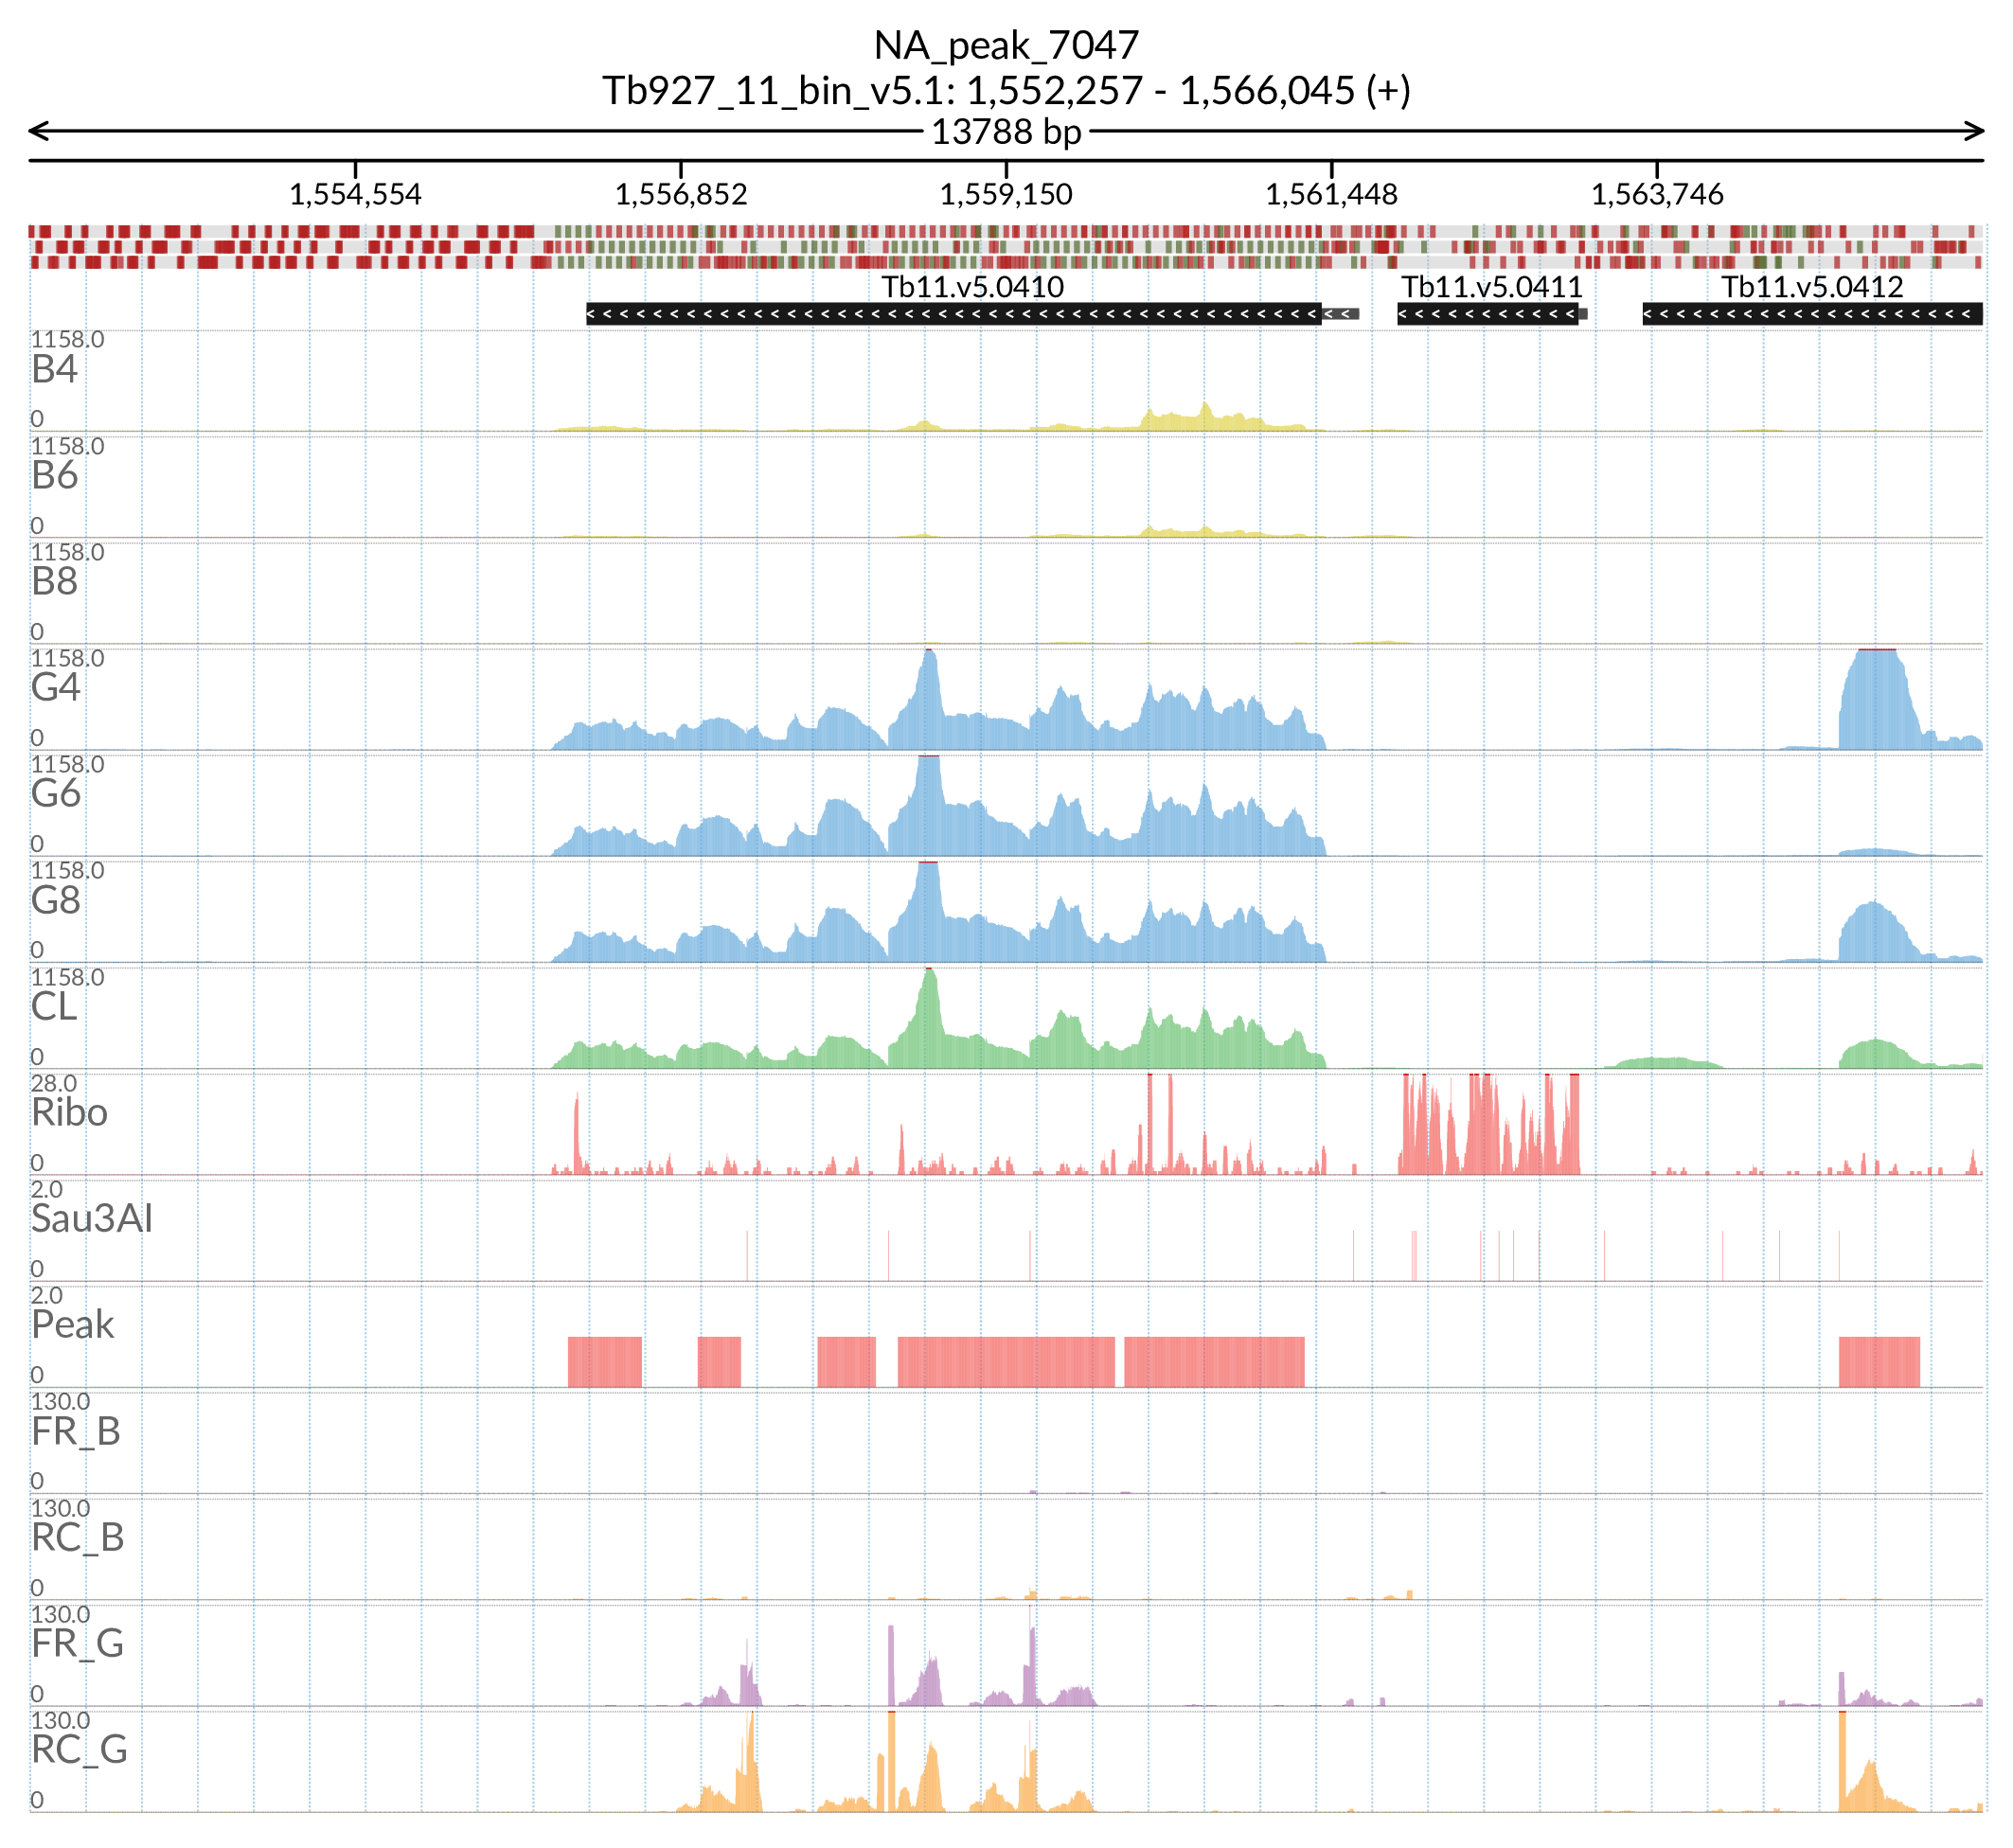 NA_peak_7047
Tb927_11_bin_v5.1: 1,552,257 - 1,566,045 (+)
13788 bp
1,554,554 1,556,852 1,559,150 1,561,448 1,563,746
Tb11.v5.0410 Tb11.v5.0411 Tb11.v5.0412
1158.0
B4
0
1158.0
B6
0
1158.0
B8
0
1158.0
G4
0
1158.0
G6
0
1158.0
G8
0
1158.0
CL
0
28.0
Ribo
0
2.0
Sau3AI
0
2.0
Peak
0
130.0
FR_B
0
130.0
RC_B
0
130.0
FR_G
0
130.0
RC_G
0